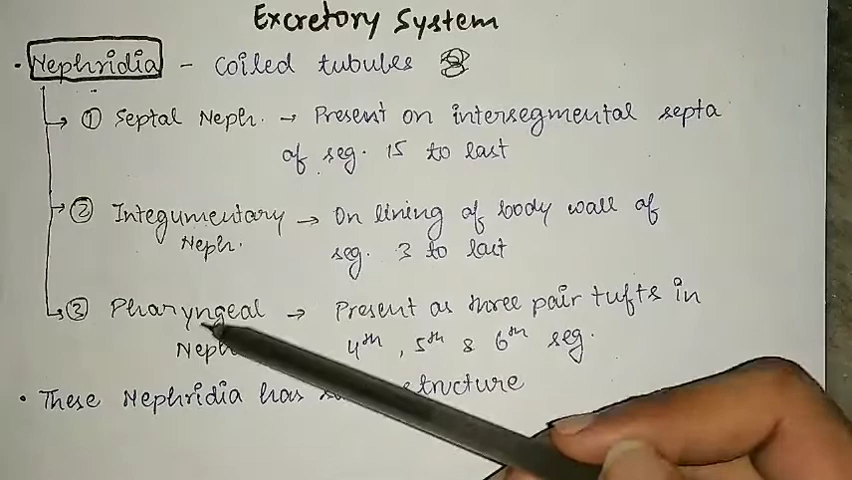 Excretory System
• Nephridia - coiled tubules
→ ① Septal Neph. → Present on intersegmental septa
of seg. 15 to last
→ ② Integumentary → On lining of body wall of
Neph. seg. 3 to last
→ ③ Pharyngeal → Present as three pair tufts in
Neph 4th, 5th & 6th seg.
• These Nephridia has structure